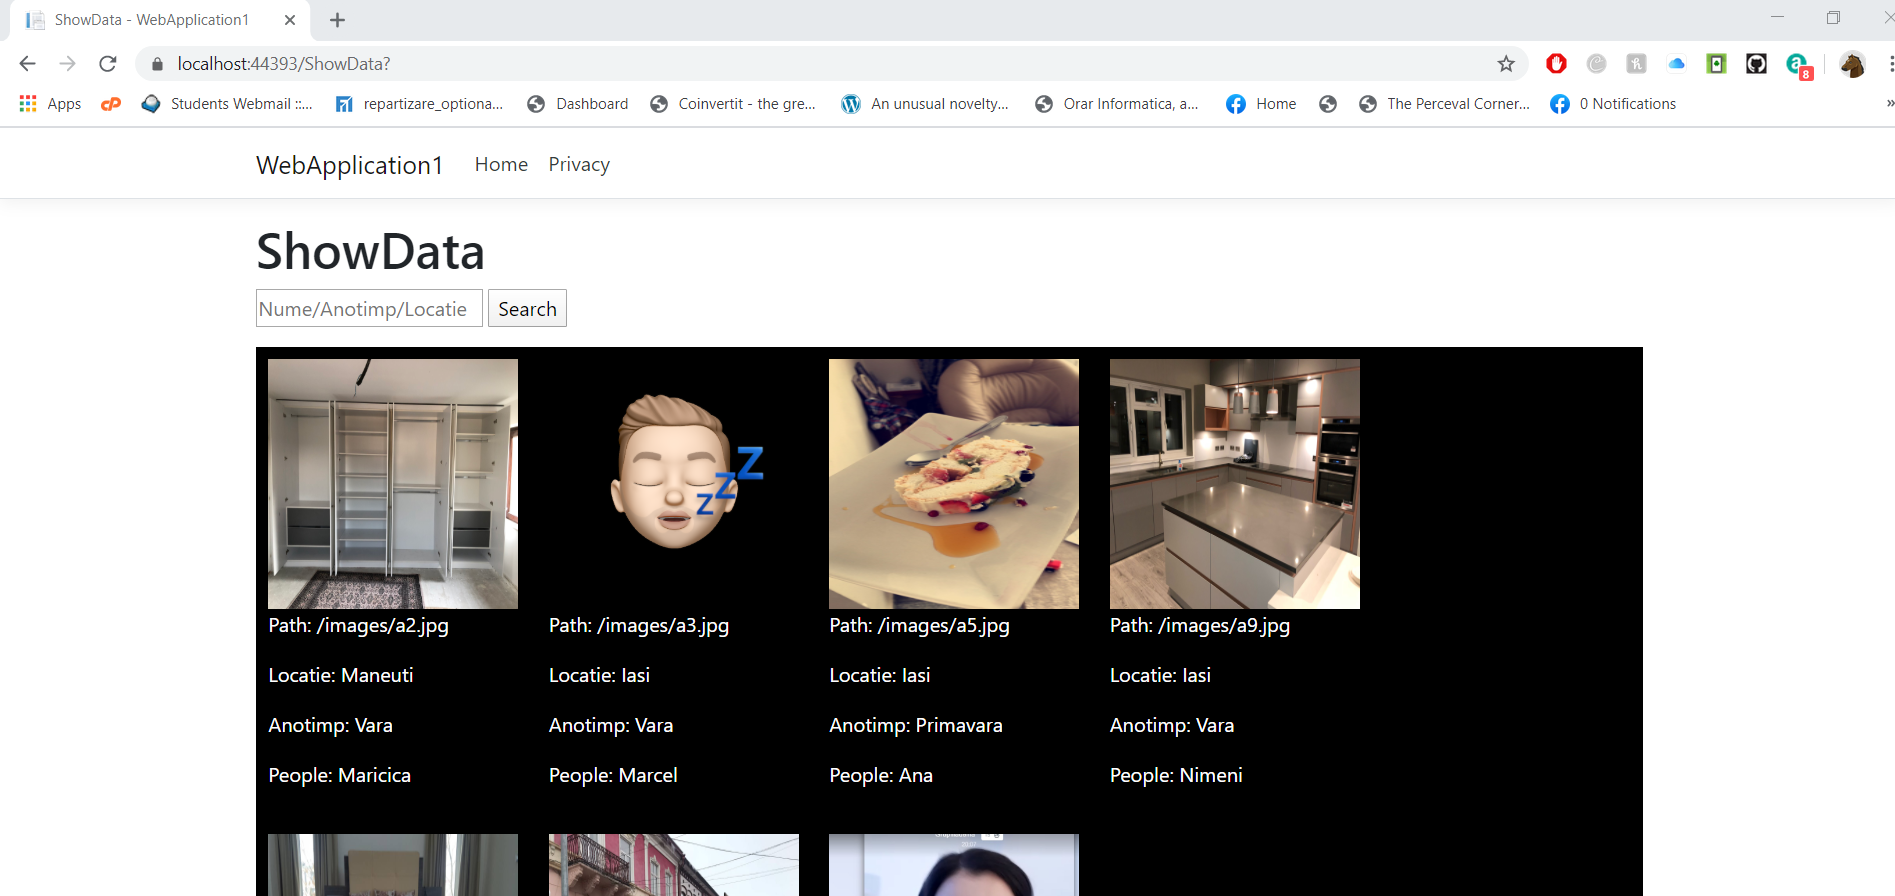 ShowData - WebApplication1
localhost:44393/ShowData?
8
Apps
Students Webmail ::...
repartizare_optiona...
Dashboard
Coinvertit - the gre...
An unusual novelty...
Orar Informatica, a...
Home
The Perceval Corner...
0 Notifications
»
WebApplication1
Home
Privacy
ShowData
Nume/Anotimp/Locatie
Search
Z Z Z
Path: /images/a2.jpg
Locatie: Maneuti
Anotimp: Vara
People: Maricica
Path: /images/a3.jpg
Locatie: Iasi
Anotimp: Vara
People: Marcel
Path: /images/a5.jpg
Locatie: Iasi
Anotimp: Primavara
People: Ana
Path: /images/a9.jpg
Locatie: Iasi
Anotimp: Vara
People: Nimeni